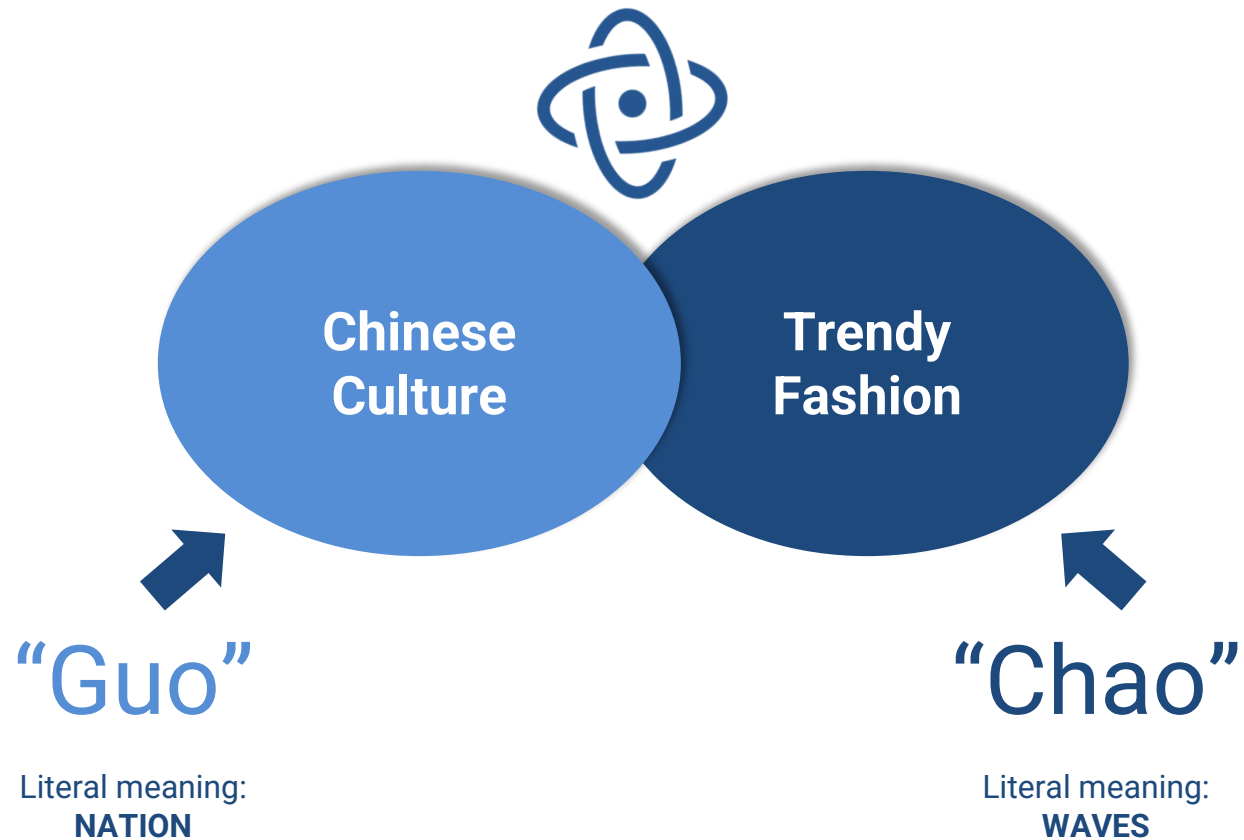 Chinese
Culture
Trendy
Fashion
“Guo”
“Chao”
Literal meaning:
NATION
Literal meaning:
WAVES